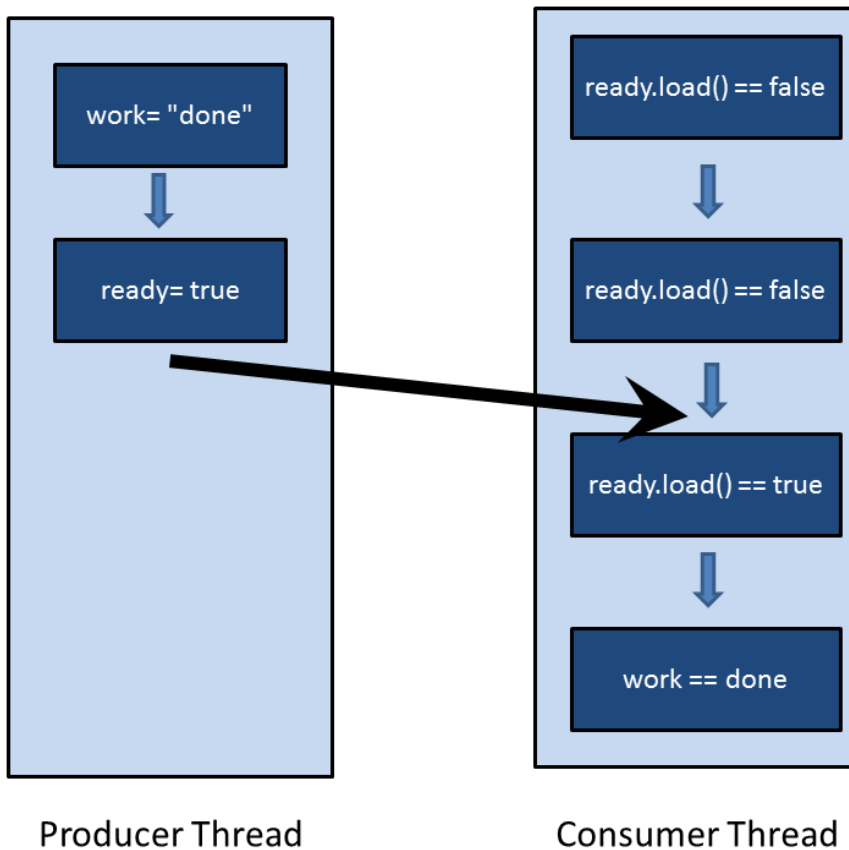 work= "done"
ready= true
Producer Thread
ready.load() == false
ready.load() == false
ready.load() == true
work == done
Consumer Thread